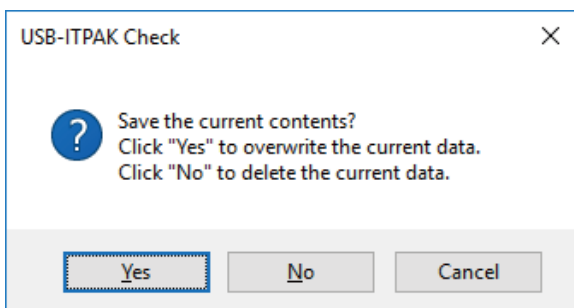 USB-ITPAK Check
Save the current contents?
Click "Yes" to overwrite the current data.
Click "No" to delete the current data.
Yes
No
Cancel